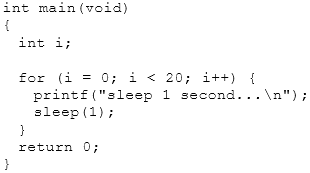 int main(void)
{
  int i;

  for (i = 0; i < 20; i++) {
    printf("sleep 1 second...\n");
    sleep(1);
  }
  return 0;
}